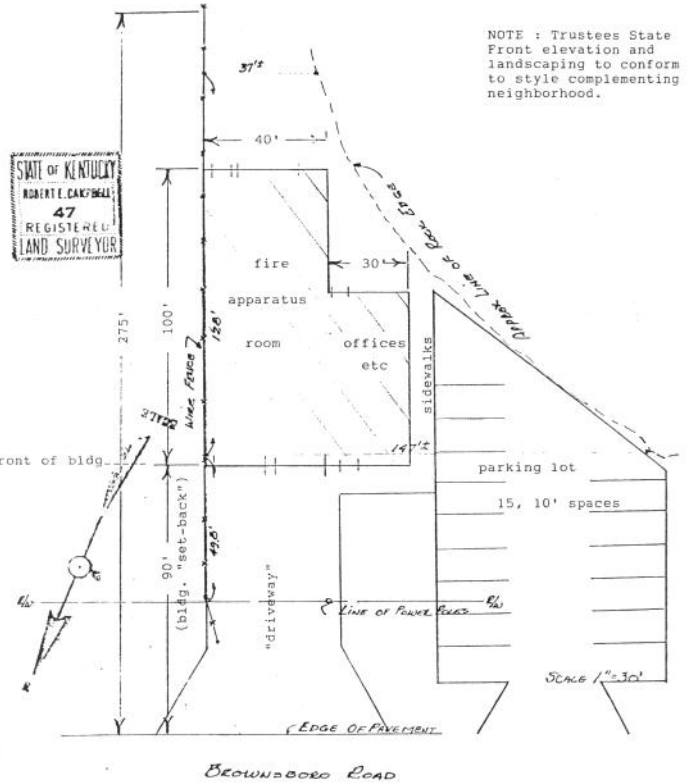 NOTE : Trustees State
Front elevation and
landscaping to conform
to style complementing
neighborhood.
37'±
40'
STATE OF KENTUCKY
ROBERT E. CAMPBELL
47
REGISTERED
LAND SURVEYOR
APPROX LINE OF ROCK EDGE
fire
apparatus
room
30'
offices
etc
275'
100'
WIRE FENCE
128'
sidewalks
SCALE
front of bldg
147'±
parking lot
15, 10' spaces
90'
(bldg. "set-back")
49.8'
"driveway"
R/W
LINE OF POWER POLES
R/W
SCALE 1"=30'
EDGE OF PAVEMENT
BROWNSBORO ROAD